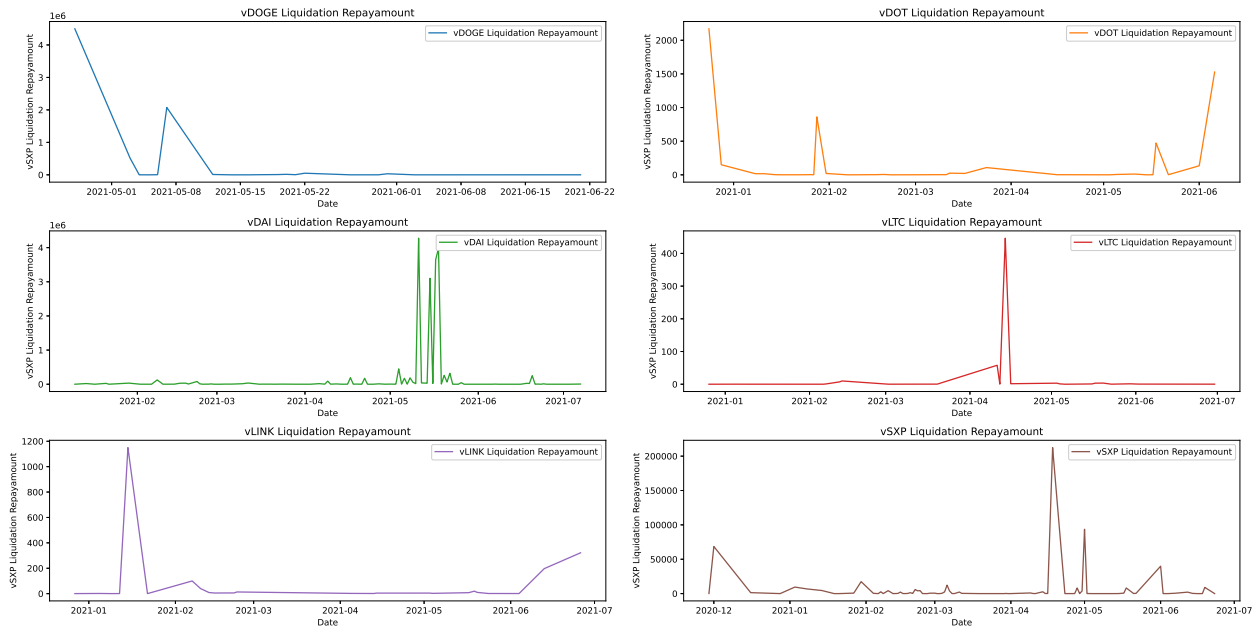 vDOGE Liquidation Repayamount
1e6
vDOGE Liquidation Repayamount
vSXP Liquidation Repayamount
4
3
2
1
0
2021-05-01 2021-05-08 2021-05-15 2021-05-22 2021-06-01 2021-06-08 2021-06-15 2021-06-22
Date
vDOT Liquidation Repayamount
vDOT Liquidation Repayamount
vSXP Liquidation Repayamount
2000
1500
1000
500
0
2021-01 2021-02 2021-03 2021-04 2021-05 2021-06
Date
vDAI Liquidation Repayamount
1e6
vDAI Liquidation Repayamount
vSXP Liquidation Repayamount
4
3
2
1
0
2021-02 2021-03 2021-04 2021-05 2021-06 2021-07
Date
vLTC Liquidation Repayamount
vLTC Liquidation Repayamount
vSXP Liquidation Repayamount
400
300
200
100
0
2021-01 2021-02 2021-03 2021-04 2021-05 2021-06 2021-07
Date
vLINK Liquidation Repayamount
vLINK Liquidation Repayamount
vSXP Liquidation Repayamount
1200
1000
800
600
400
200
0
2021-01 2021-02 2021-03 2021-04 2021-05 2021-06 2021-07
Date
vSXP Liquidation Repayamount
vSXP Liquidation Repayamount
vSXP Liquidation Repayamount
200000
150000
100000
50000
0
2020-12 2021-01 2021-02 2021-03 2021-04 2021-05 2021-06 2021-07
Date